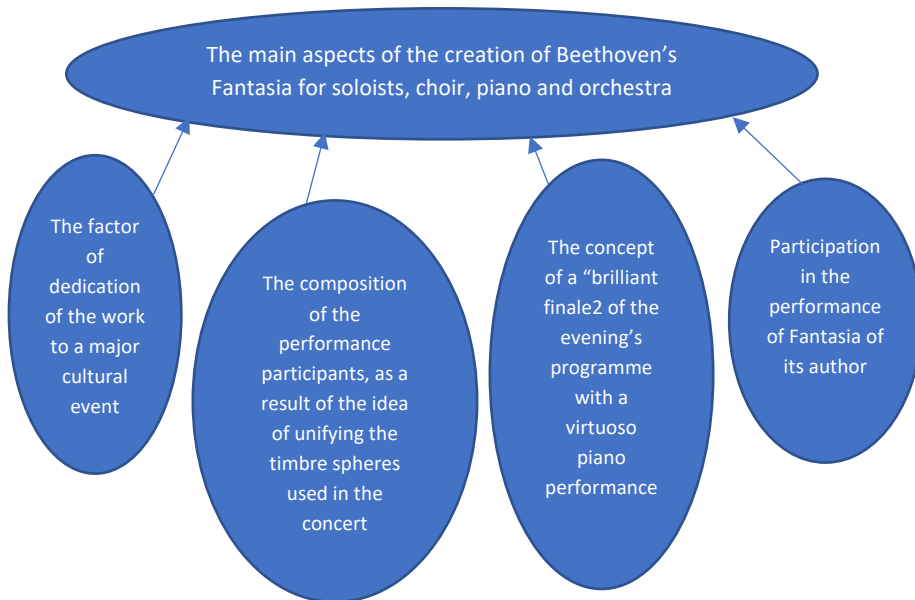 The main aspects of the creation of Beethoven’s
Fantasia for soloists, choir, piano and orchestra
The factor
of
dedication
of the work
to a major
cultural
event
The composition
of the
performance
participants, as a
result of the idea
of unifying the
timbre spheres
used in the
concert
The concept
of a “brilliant
finale2 of the
evening’s
programme
with a
virtuoso
piano
performance
Participation
in the
performance
of Fantasia of
its author